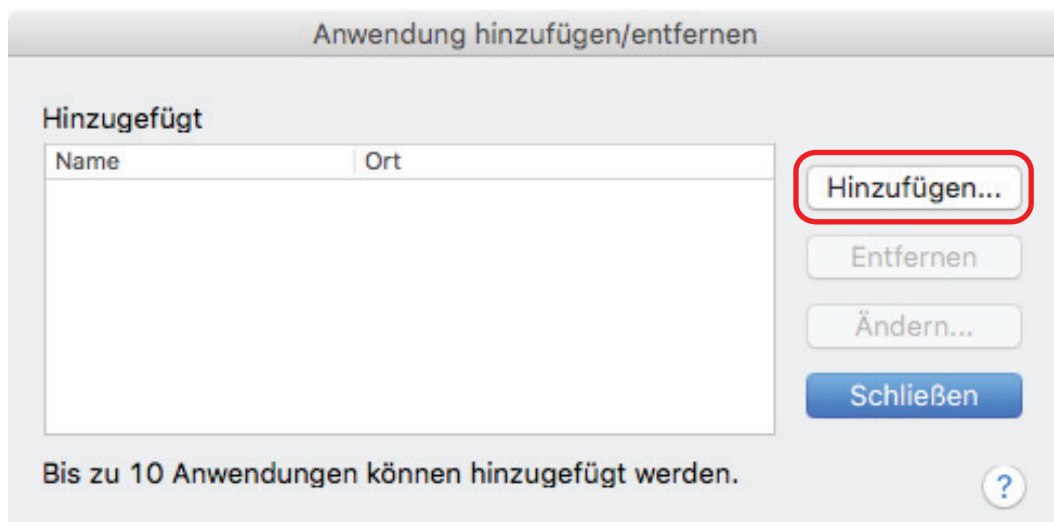 Anwendung hinzufügen/entfernen
Hinzugefügt
Name Ort
Hinzufügen...
Entfernen
Ändern...
Schließen
Bis zu 10 Anwendungen können hinzugefügt werden.
?